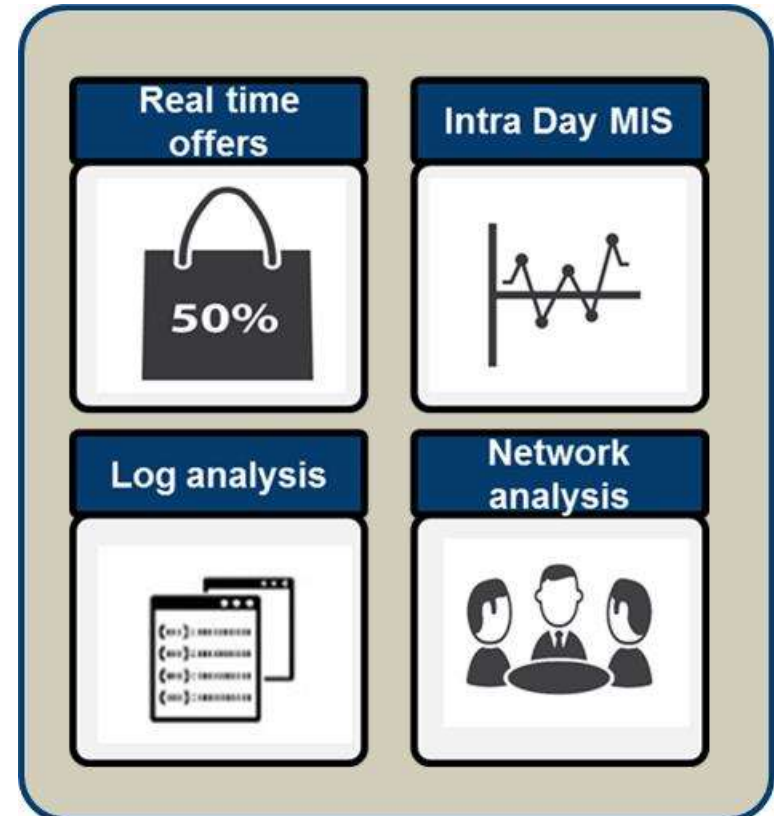 Real time
offers
Intra Day MIS
50%
Log analysis
Network
analysis